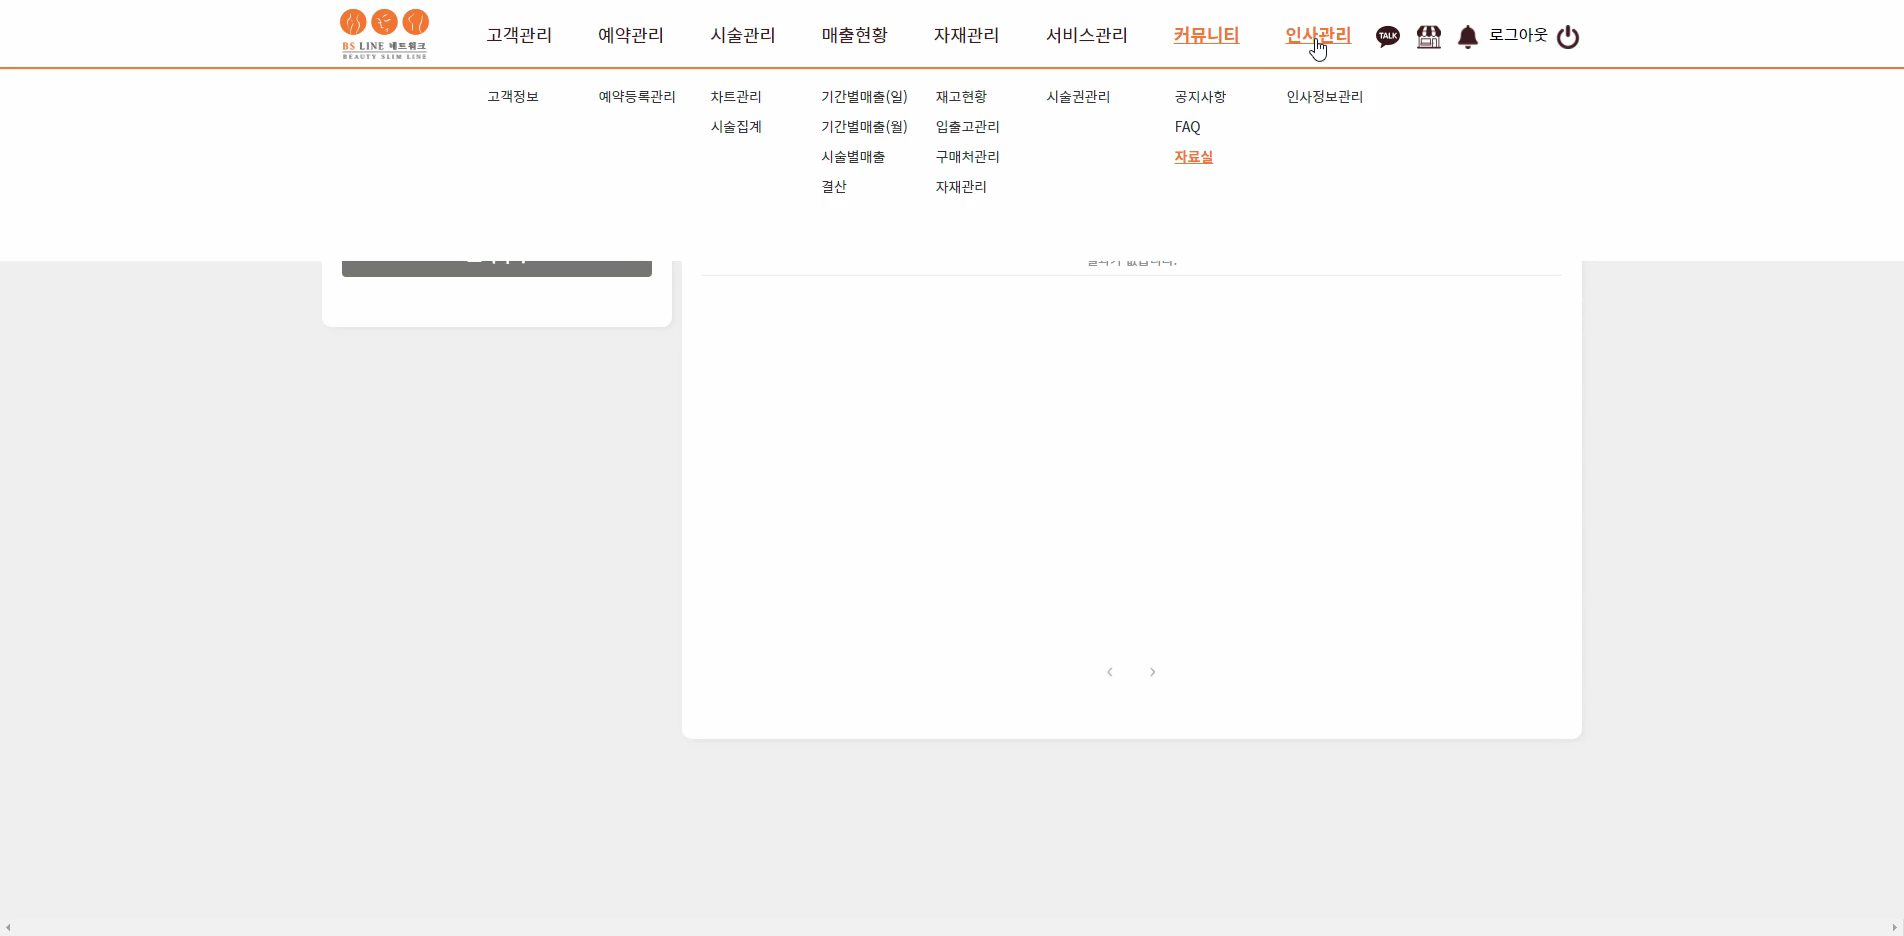 BS LINE 네트워크
BEAUTY SLIM LINE
고객관리 예약관리 시술관리 매출현황 자재관리 서비스관리 커뮤니티 인사관리 TALK 로그아웃
고객정보 예약등록관리 차트관리 기간별매출(일) 재고현황 시술권관리 공지사항 인사정보관리
시술집계 기간별매출(월) 입출고관리 FAQ
시술별매출 구매처관리 자료실
결산 자재관리